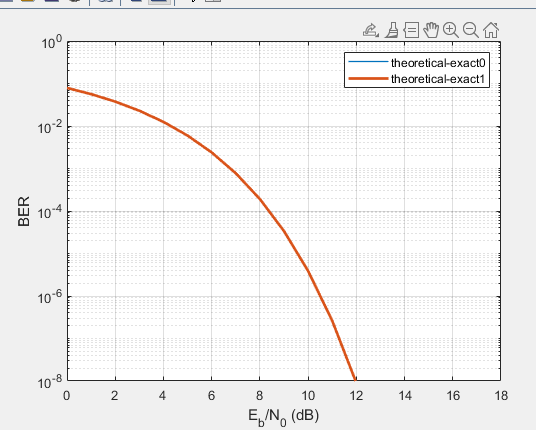 10^0
theoretical-exact0
theoretical-exact1
10^-2
10^-4
10^-6
10^-8
BER
0 2 4 6 8 10 12 14 16 18
E_b/N_0 (dB)